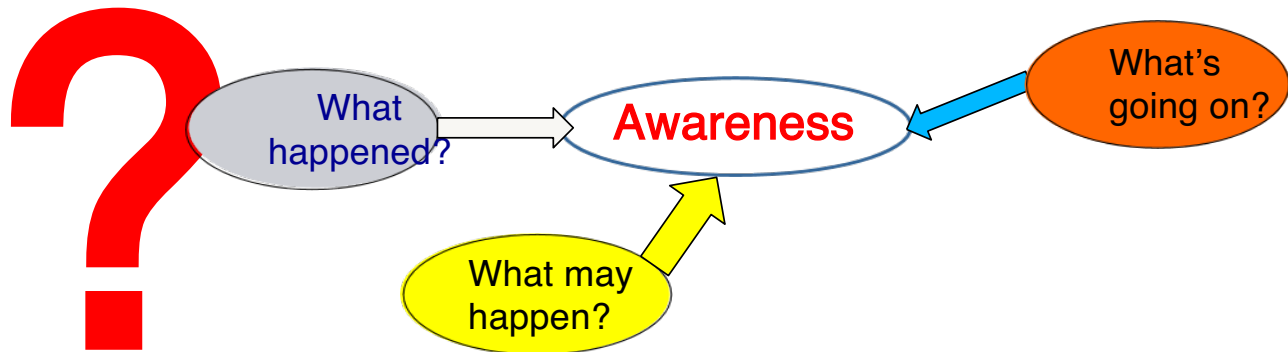 ?
What
happened?
Awareness
What's
going on?
What may
happen?